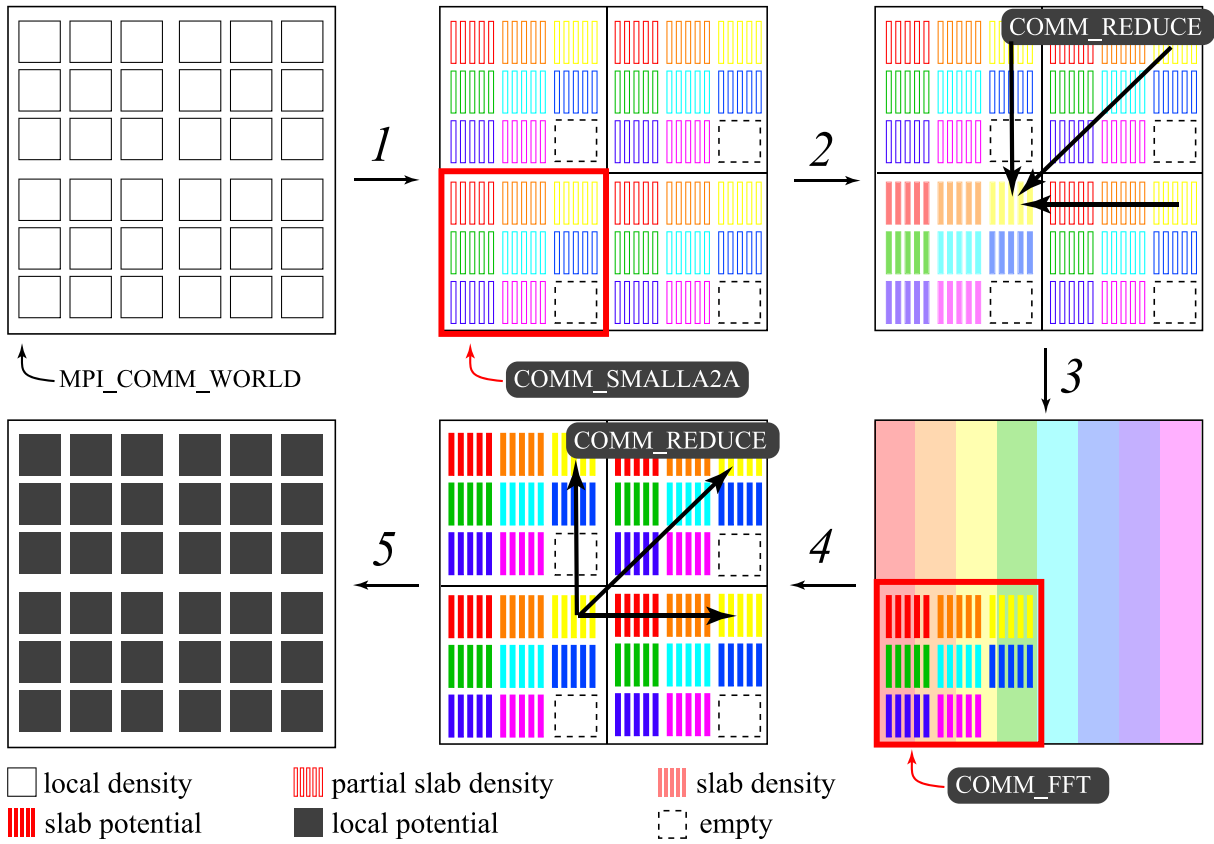 COMM_REDUCE
1
2
MPI_COMM_WORLD
COMM_SMALLA2A
3
COMM_REDUCE
5
4
local density
partial slab density
slab density
COMM_FFT
slab potential
local potential
empty